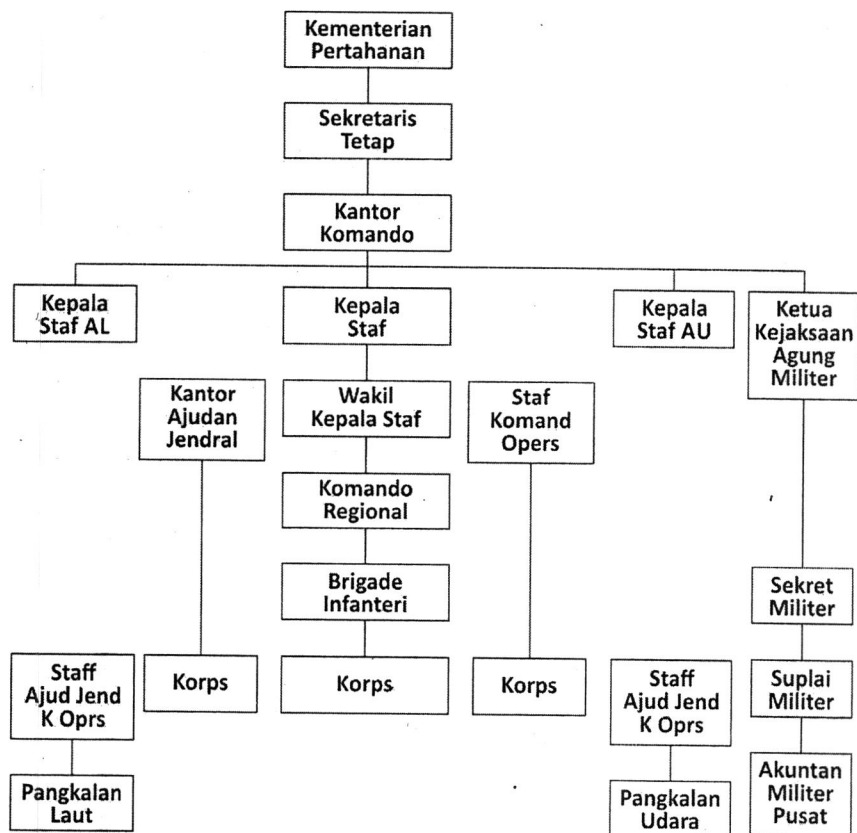 Kementerian
Pertahanan
Sekretaris
Tetap
Kantor
Komando
Kepala
Staf AL
Kepala
Staf
Kepala
Staf AU
Ketua
Kejaksaan
Agung
Militer
Kantor
Ajudan
Jendral
Wakil
Kepala Staf
Staf
Komand
Opers
Komando
Regional
Brigade
Infanteri
Sekret
Militer
Staff
Ajud Jend
K Oprs
Korps
Korps
Korps
Staff
Ajud Jend
K Oprs
Suplai
Militer
Pangkalan
Laut
Pangkalan
Udara
Akuntan
Militer
Pusat